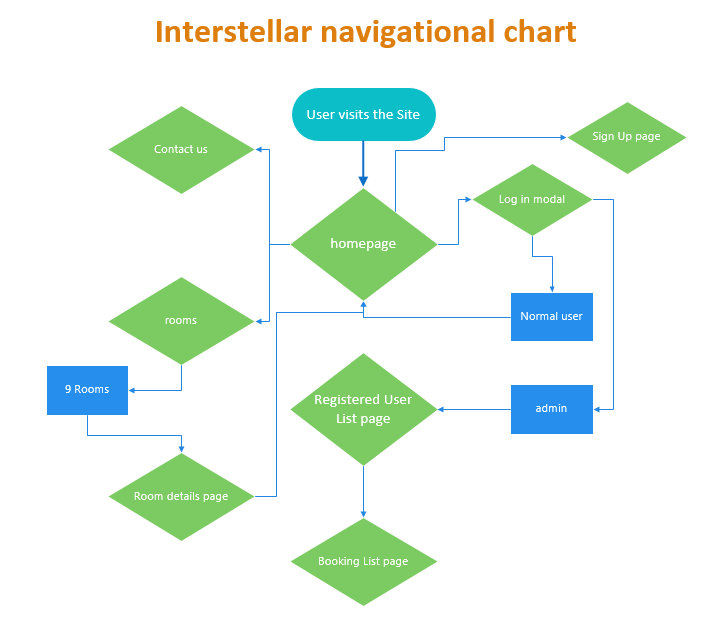 Interstellar navigational chart
User visits the Site
Sign Up page
Contact us
Log in modal
homepage
Normal user
rooms
9 Rooms
Registered User
List page
admin
Room details page
Booking List page